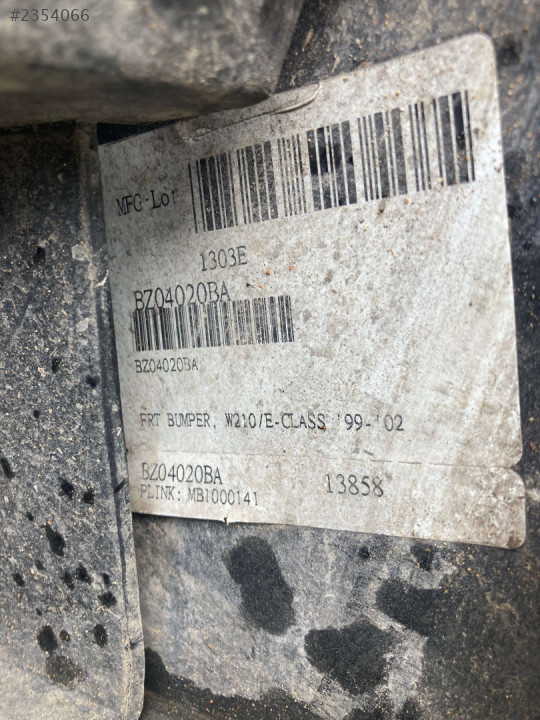 #2354066
MFG·Lot
1303E
BZ04020BA
BZ04020BA
FRT BUMPER, W210/E-CLASS '99-'02
BZ04020BA
13858
PLINK: MB1000141